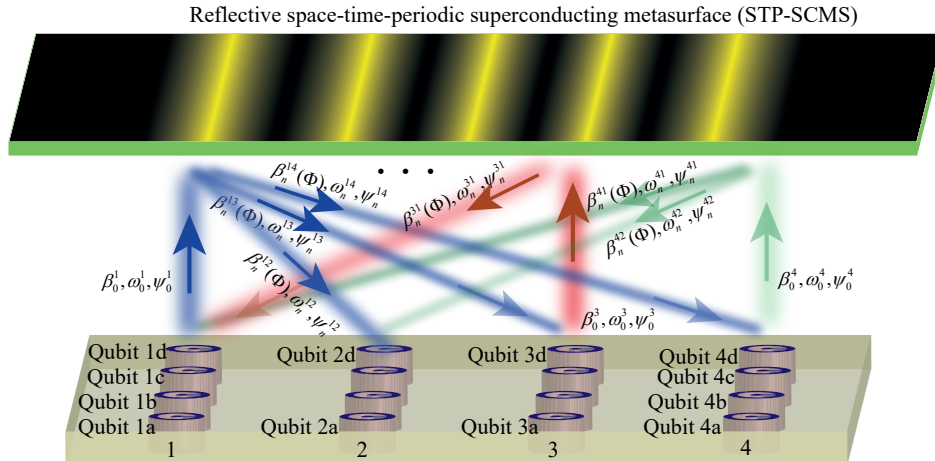 Reflective space-time-periodic superconducting metasurface (STP-SCMS)
. . .
β_n^{14}(Φ), ω_n^{14}, ψ_n^{14}
β_n^{13}(Φ), ω_n^{13}, ψ_n^{13}
β_n^{12}(Φ), ω_n^{12}, ψ_n^{12}
β_n^{31}(Φ), ω_n^{31}, ψ_n^{31}
β_n^{41}(Φ), ω_n^{41}, ψ_n^{41}
β_n^{42}(Φ), ω_n^{42}, ψ_n^{42}
β_0^1, ω_0^1, ψ_0^1
β_0^3, ω_0^3, ψ_0^3
β_0^4, ω_0^4, ψ_0^4
Qubit 1d
Qubit 1c
Qubit 1b
Qubit 1a
1
Qubit 2d
Qubit 2a
2
Qubit 3d
Qubit 3a
3
Qubit 4d
Qubit 4c
Qubit 4b
Qubit 4a
4